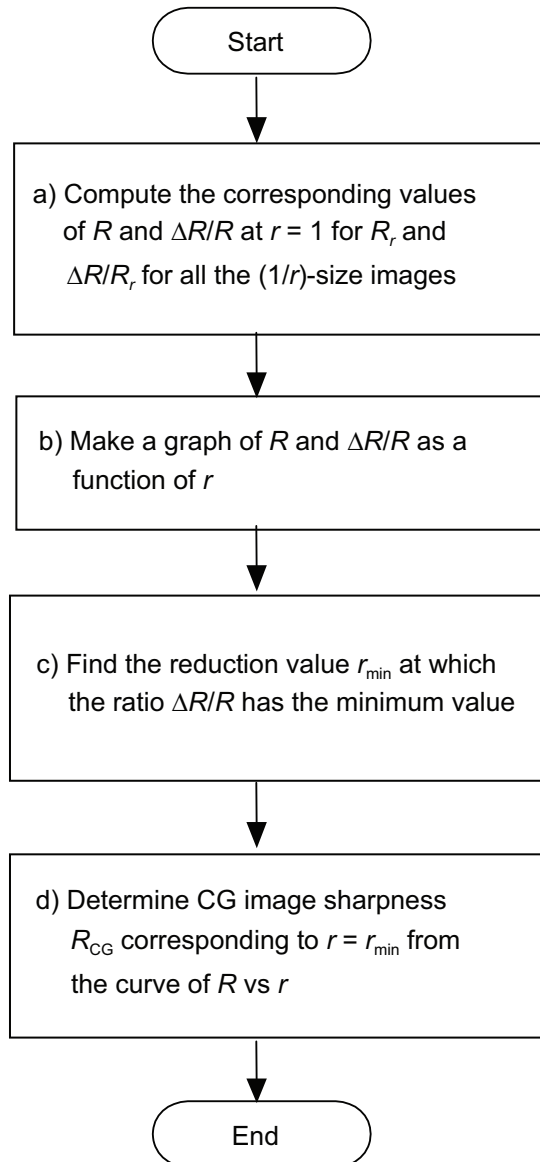 Start
a) Compute the corresponding values
of R and ΔR/R at r = 1 for Rr and
ΔR/Rr for all the (1/r)-size images
b) Make a graph of R and ΔR/R as a
function of r
c) Find the reduction value rmin at which
the ratio ΔR/R has the minimum value
d) Determine CG image sharpness
RCG corresponding to r = rmin from
the curve of R vs r
End